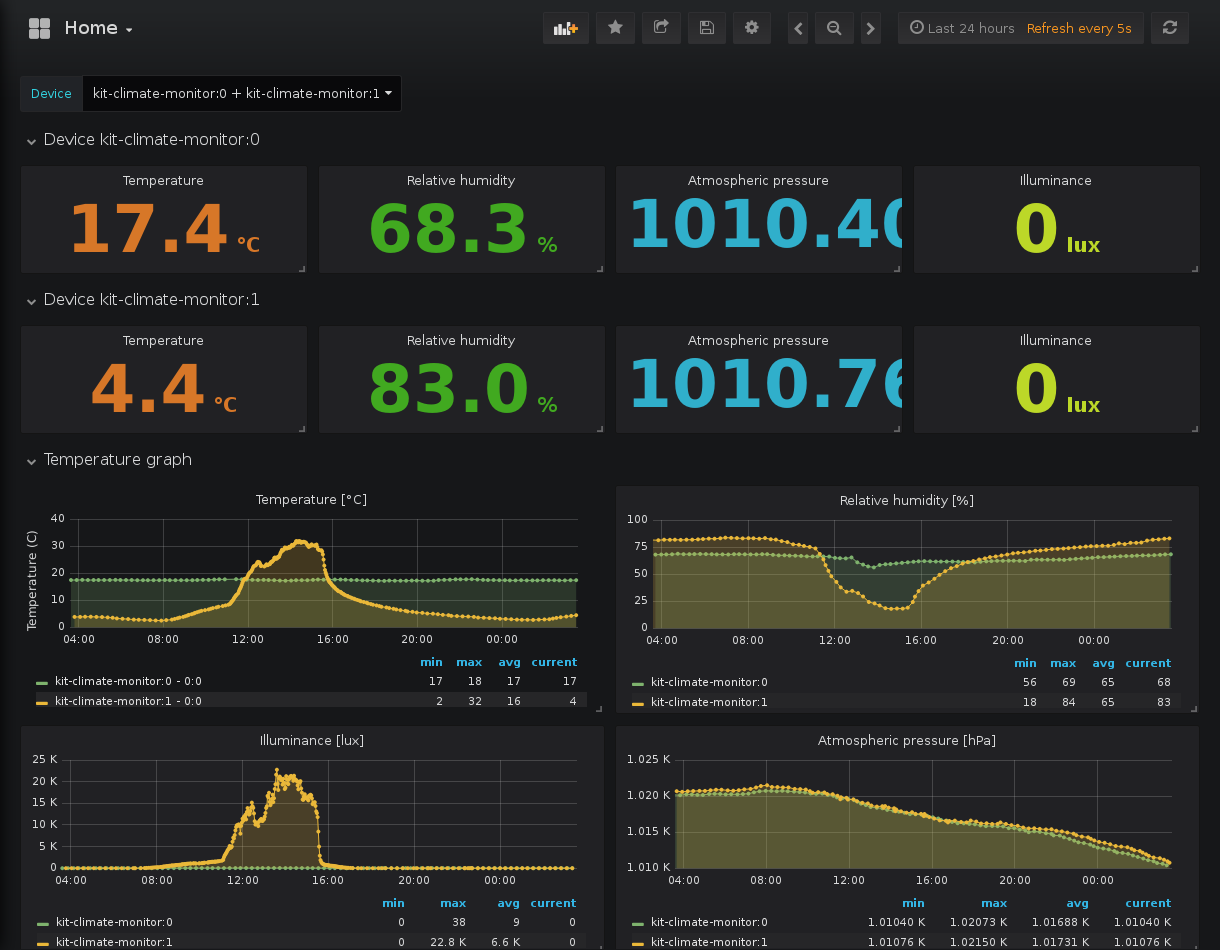 Home
Last 24 hours Refresh every 5s
Device kit-climate-monitor:0 + kit-climate-monitor:1
Device kit-climate-monitor:0
Temperature Relative humidity Atmospheric pressure Illuminance
17.4 °C 68.3 % 1010.40 0 lux
Device kit-climate-monitor:1
Temperature Relative humidity Atmospheric pressure Illuminance
4.4 °C 83.0 % 1010.76 0 lux
Temperature graph
Temperature [°C]
Temperature (C)
40
30
20
10
0
04:00 08:00 12:00 16:00 20:00 00:00
min max avg current
kit-climate-monitor:0 - 0:0 17 18 17 17
kit-climate-monitor:1 - 0:0 2 32 16 4
Relative humidity [%]
100
75
50
25
0
04:00 08:00 12:00 16:00 20:00 00:00
min max avg current
kit-climate-monitor:0 56 69 65 68
kit-climate-monitor:1 18 84 65 83
Illuminance [lux]
25 K
20 K
15 K
10 K
5 K
0
04:00 08:00 12:00 16:00 20:00 00:00
min max avg current
kit-climate-monitor:0 0 38 9 0
kit-climate-monitor:1 0 22.8 K 6.6 K 0
Atmospheric pressure [hPa]
1.025 K
1.020 K
1.015 K
1.010 K
04:00 08:00 12:00 16:00 20:00 00:00
min max avg current
kit-climate-monitor:0 1.01040 K 1.02073 K 1.01688 K 1.01040 K
kit-climate-monitor:1 1.01076 K 1.02150 K 1.01731 K 1.01076 K